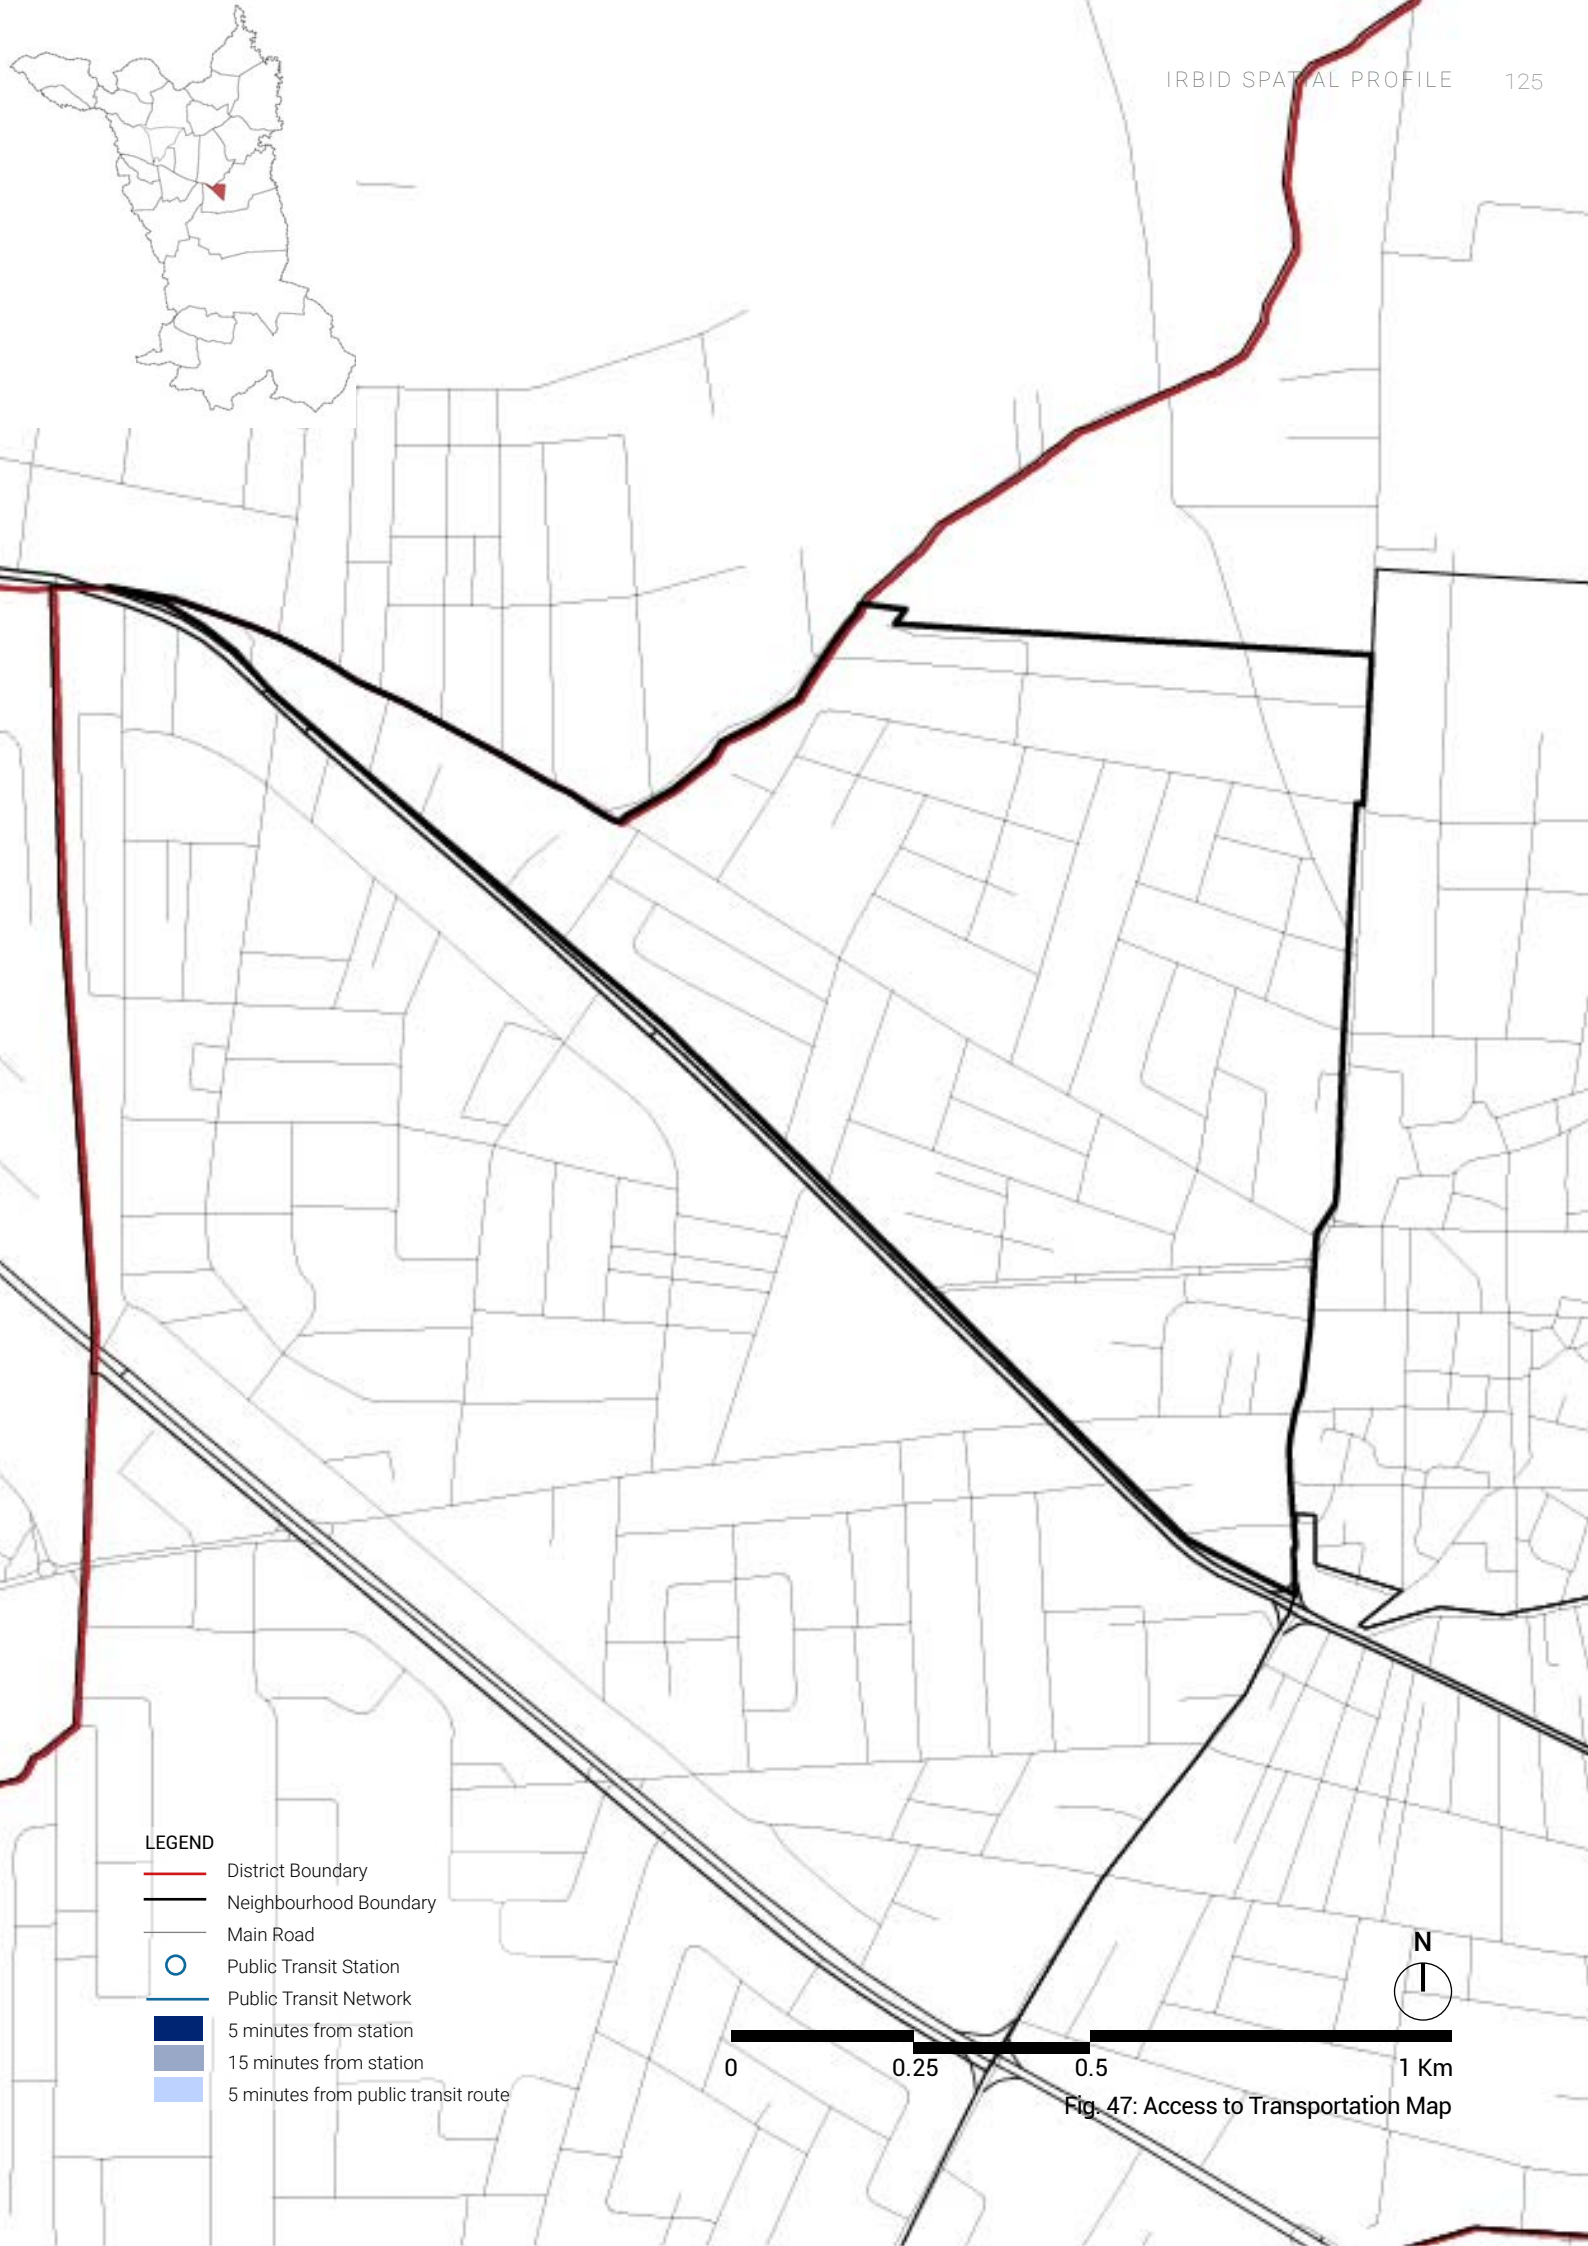 IRBID SPATIAL PROFILE 125
LEGEND
District Boundary
Neighbourhood Boundary
Main Road
Public Transit Station
Public Transit Network
5 minutes from station
15 minutes from station
5 minutes from public transit route
N
0 0.25 0.5 1 Km
Fig. 47: Access to Transportation Map